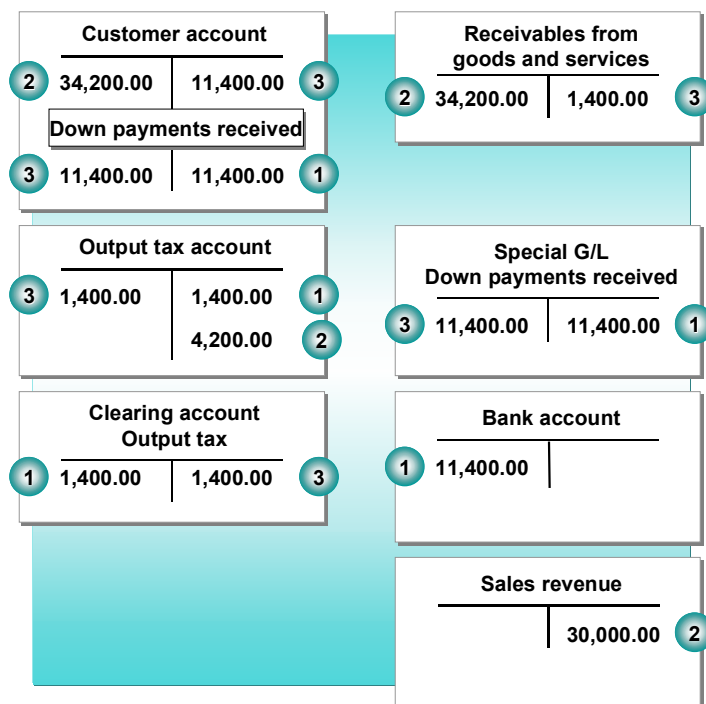 Customer account
2 34,200.00 11,400.00 3
Down payments received
3 11,400.00 11,400.00 1
Receivables from
goods and services
2 34,200.00 1,400.00 3
Output tax account
3 1,400.00 1,400.00 1
4,200.00 2
Special G/L
Down payments received
3 11,400.00 11,400.00 1
Clearing account
Output tax
1 1,400.00 1,400.00 3
Bank account
1 11,400.00
Sales revenue
30,000.00 2